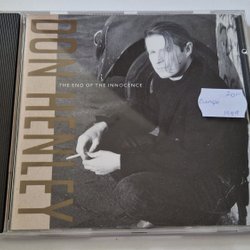 DON HENLEY
THE END OF THE INNOCENCE